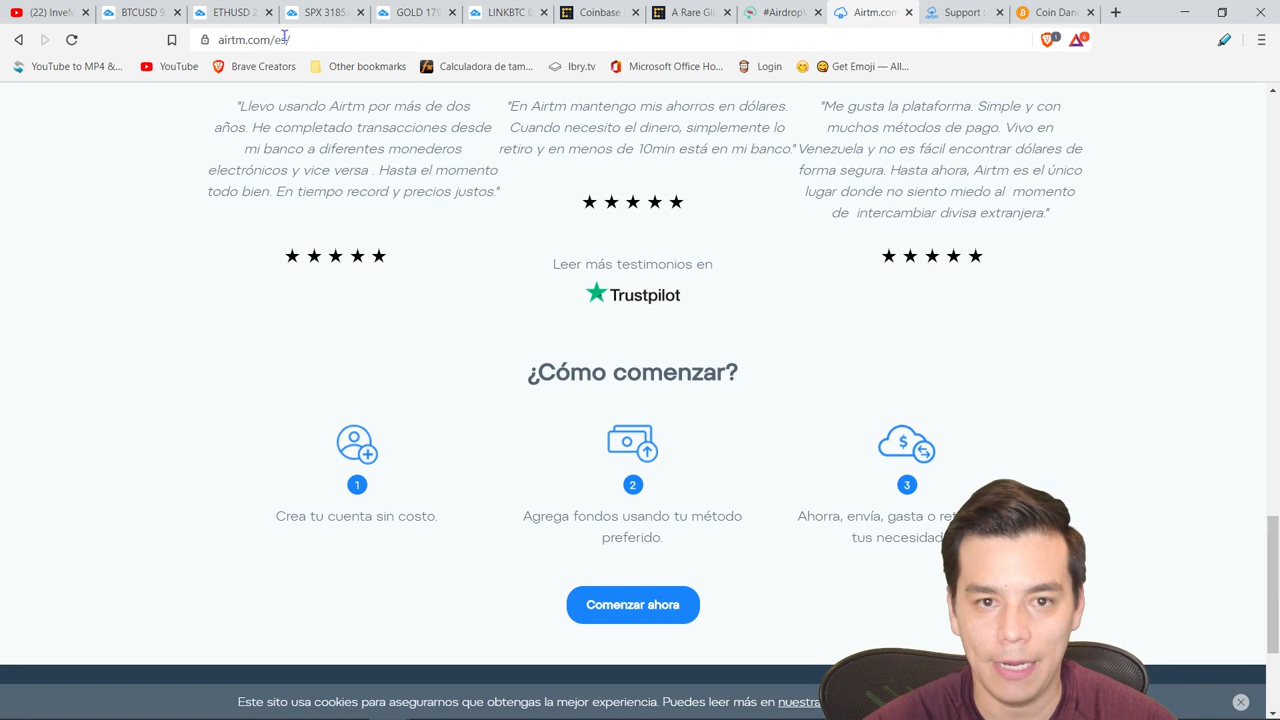 (22) InveM
BTCUSD 9
ETHUSD 2
SPX 3185.
GOLD 179
LINKBTC 0
Coinbase
A Rare Gli
#Airdrop
Airtm.com
Support :
Coin Dan
airtm.com/es/
1
6
YouTube to MP4 &...
YouTube
Brave Creators
Other bookmarks
Calculadora de tam...
lbry.tv
Microsoft Office Ho...
Login
Get Emoji — All...
"Llevo usando Airtm por más de dos
años. He completado transacciones desde
mi banco a diferentes monederos
electrónicos y vice versa . Hasta el momento
todo bien. En tiempo record y precios justos."
"En Airtm mantengo mis ahorros en dólares.
Cuando necesito el dinero, simplemente lo
retiro y en menos de 10min está en mi banco."
"Me gusta la plataforma. Simple y con
muchos métodos de pago. Vivo en
Venezuela y no es fácil encontrar dólares de
forma segura. Hasta ahora, Airtm es el único
lugar donde no siento miedo al momento
de intercambiar divisa extranjera."
Leer más testimonios en
Trustpilot
¿Cómo comenzar?
1
Crea tu cuenta sin costo.
2
Agrega fondos usando tu método
preferido.
$
3
Ahorra, envía, gasta o ret
tus necesidad
Comenzar ahora
Este sito usa cookies para asegurarnos que obtengas la mejor experiencia. Puedes leer más en nuestra